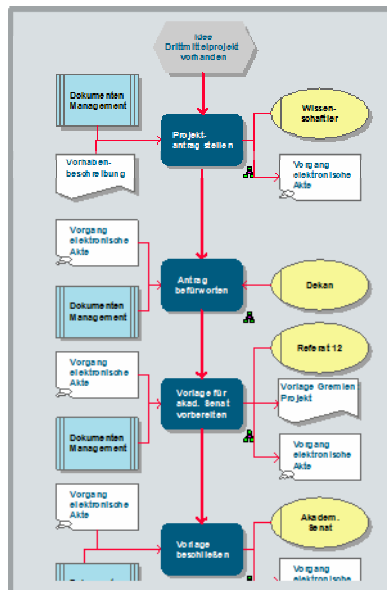 Idee
Drittmittelprojekt
vorhanden
Dokumenten
Management
Wissen-
schaftler
Projekt-
antrag stellen
Vorhaben-
beschreibung
Vorgang
elektronische
Akte
Vorgang
elektronische
Akte
Antrag
befürworten
Dekan
Dokumenten
Management
Referat 12
Vorgang
elektronische
Akte
Vorlage für
akad. Senat
vorbereiten
Vorlage Gremien
Projekt
Dokumenten
Management
Vorgang
elektronische
Akte
Vorgang
elektronische
Akte
Akadem.
Senat
Vorlage
beschließen
Vorgang
elektronische
Dokumenten